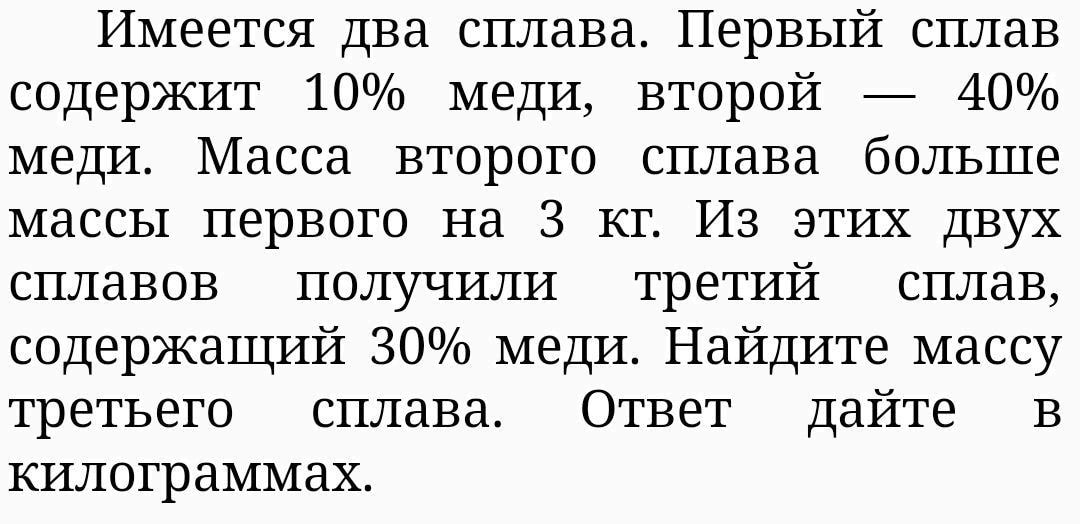 Имеется два сплава. Первый сплав
содержит 10% меди, второй — 40%
меди. Масса второго сплава больше
массы первого на 3 кг. Из этих двух
сплавов получили третий сплав,
содержащий 30% меди. Найдите массу
третьего сплава. Ответ дайте в
килограммах.